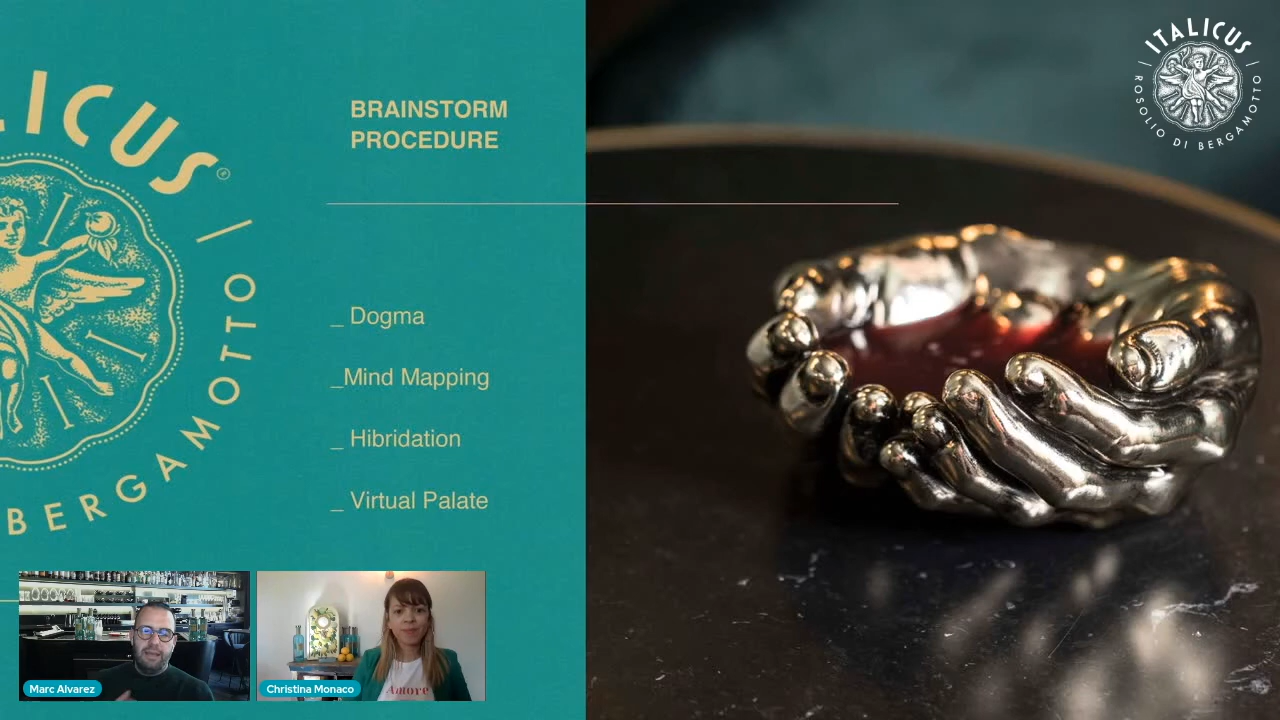 ITALICUS
ROSOLIO DI BERGAMOTTO
LICUS®
BERGAMOTTO
BRAINSTORM
PROCEDURE
_ Dogma
_Mind Mapping
_ Hibridation
_ Virtual Palate
Amore
Marc Alvarez
Christina Monaco